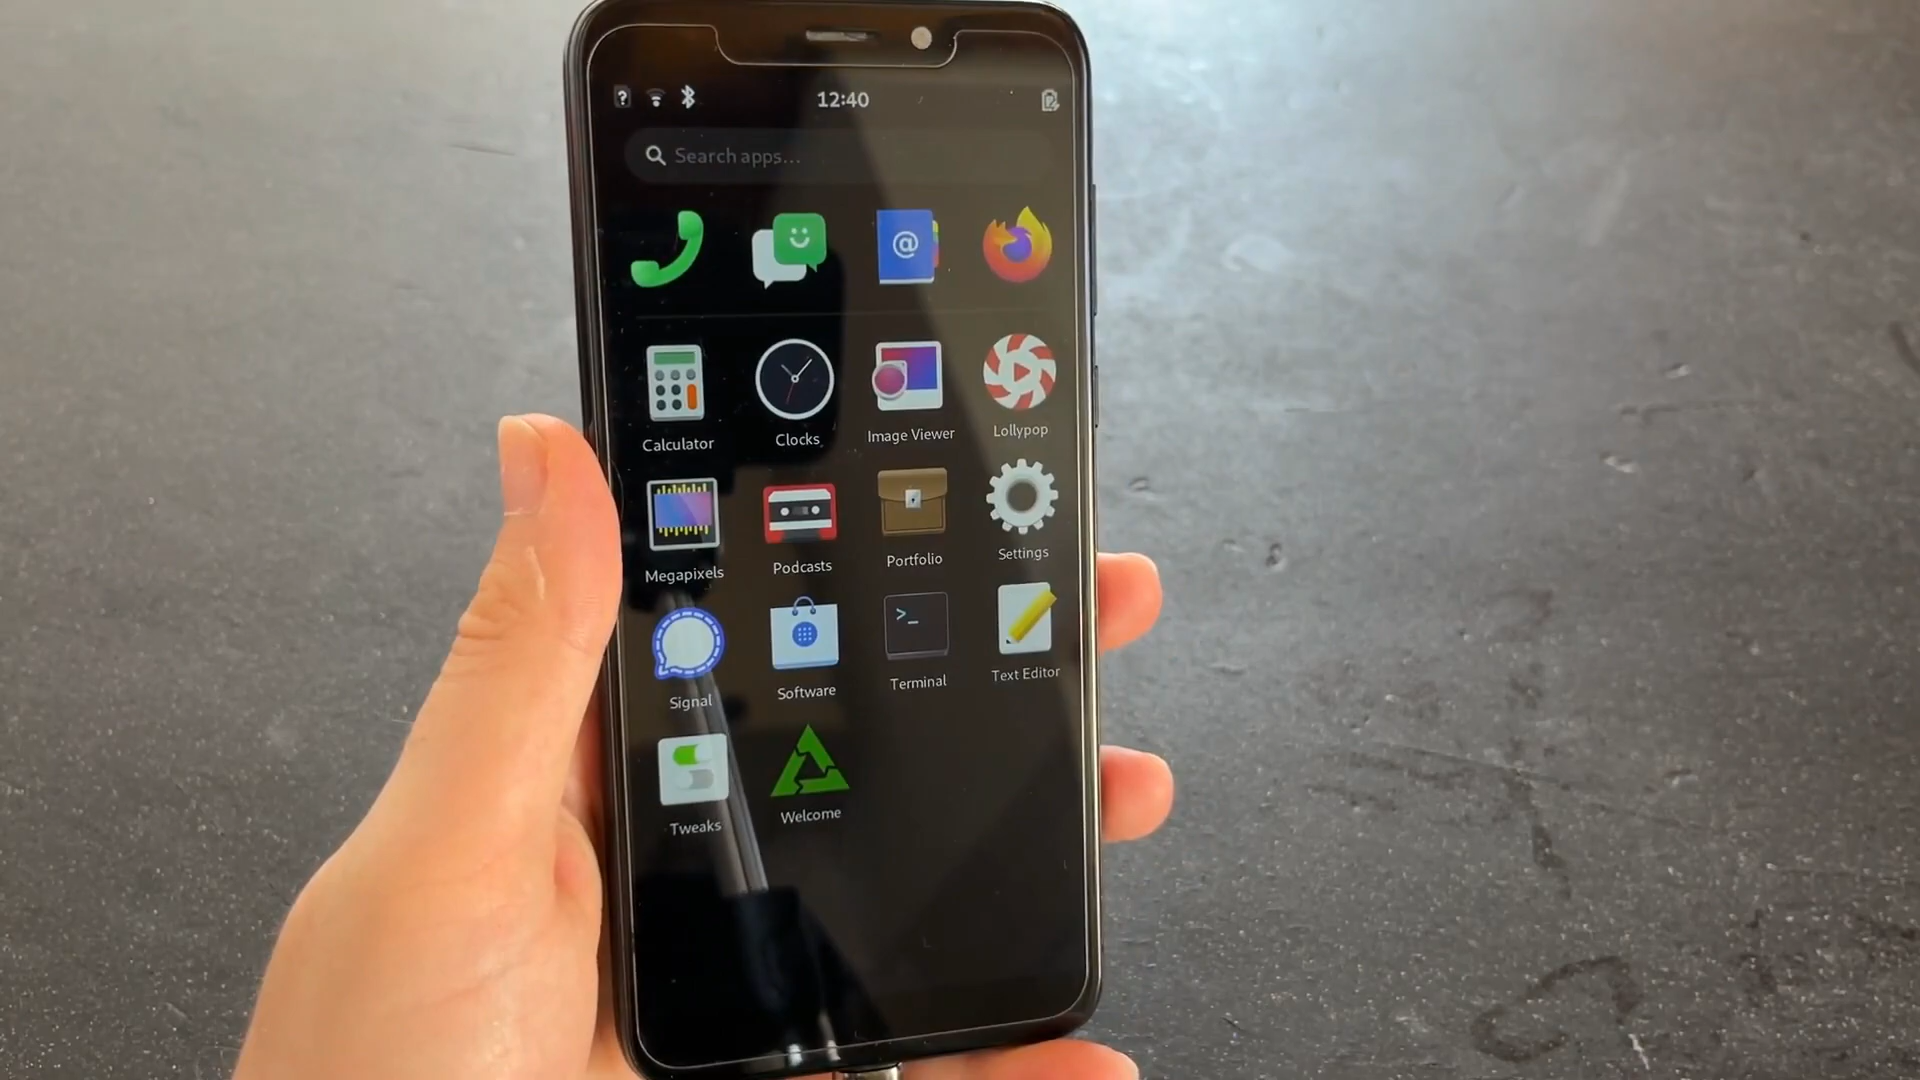 ?
12:40
Search apps...
@
Calculator
Clocks
Image Viewer
Lollypop
Megapixels
Podcasts
Portfolio
Settings
>_
Signal
Software
Terminal
Text Editor
Tweaks
Welcome